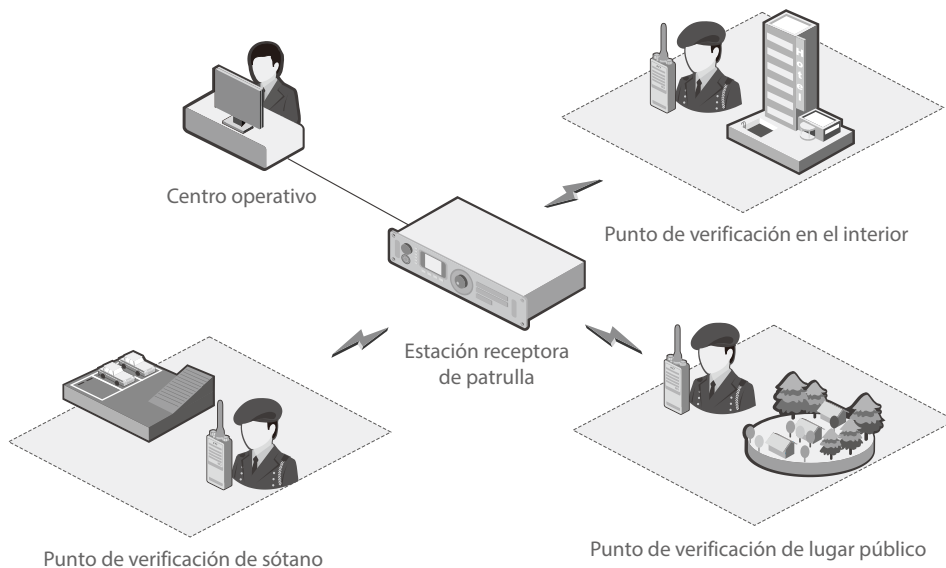 Hotel
Centro operativo
Punto de verificación en el interior
Estación receptora
de patrulla
Punto de verificación de sótano
Punto de verificación de lugar público